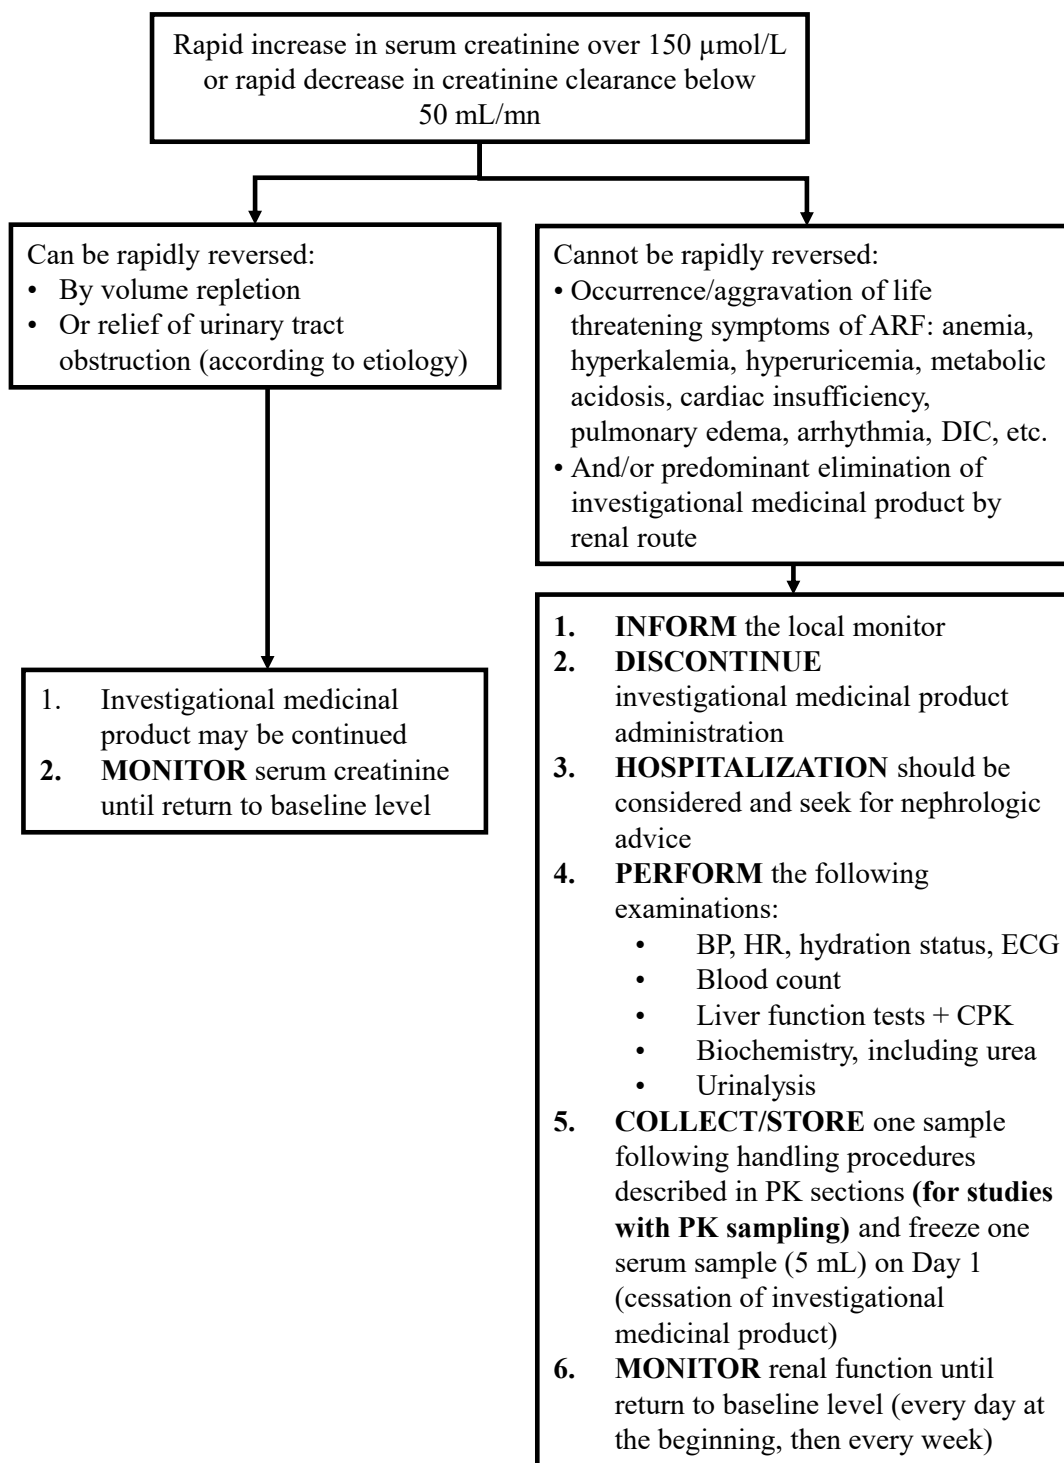 Rapid increase in serum creatinine over 150 µmol/L
or rapid decrease in creatinine clearance below
50 mL/mn
Can be rapidly reversed:
• By volume repletion
• Or relief of urinary tract
obstruction (according to etiology)
Cannot be rapidly reversed:
• Occurrence/aggravation of life
threatening symptoms of ARF: anemia,
hyperkalemia, hyperuricemia, metabolic
acidosis, cardiac insufficiency,
pulmonary edema, arrhythmia, DIC, etc.
• And/or predominant elimination of
investigational medicinal product by
renal route
1. Investigational medicinal
product may be continued
2. MONITOR serum creatinine
until return to baseline level
1. INFORM the local monitor
2. DISCONTINUE
investigational medicinal product
administration
3. HOSPITALIZATION should be
considered and seek for nephrologic
advice
4. PERFORM the following
examinations:
• BP, HR, hydration status, ECG
• Blood count
• Liver function tests + CPK
• Biochemistry, including urea
• Urinalysis
5. COLLECT/STORE one sample
following handling procedures
described in PK sections (for studies
with PK sampling) and freeze one
serum sample (5 mL) on Day 1
(cessation of investigational
medicinal product)
6. MONITOR renal function until
return to baseline level (every day at
the beginning, then every week)